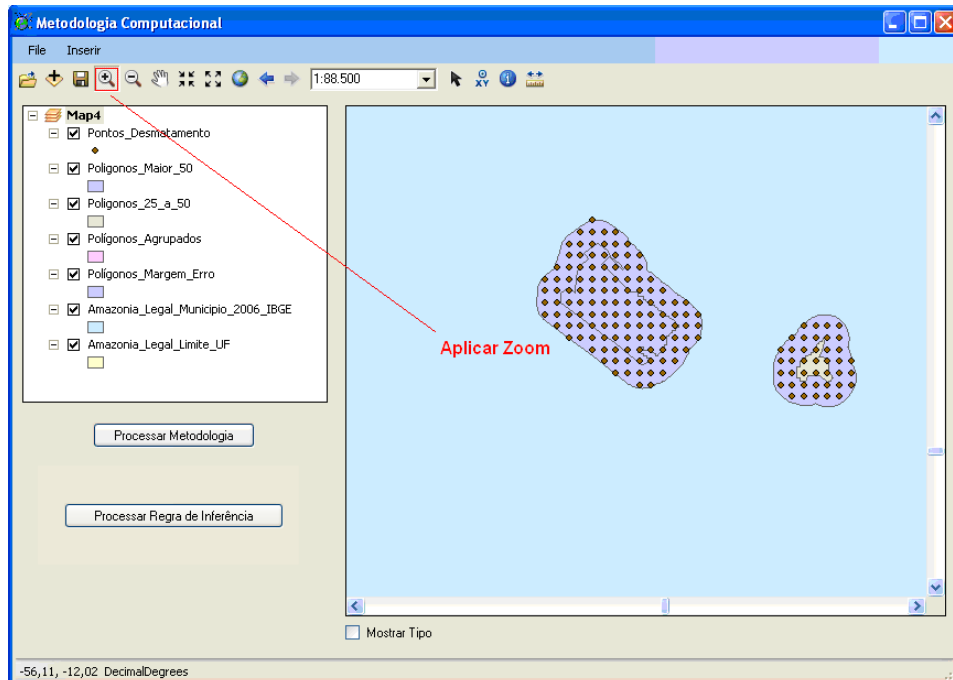 Metodologia Computacional
File Inserir
1:88.500
XY
Map4
Pontos_Desmatamento
Poligonos_Maior_50
Poligonos_25_a_50
Polígonos_Agrupados
Polígonos_Margem_Erro
Amazonia_Legal_Municipio_2006_IBGE
Amazonia_Legal_Limite_UF
Aplicar Zoom
Processar Metodologia
Processar Regra de Inferência
Mostrar Tipo
-56,11, -12,02 DecimalDegrees